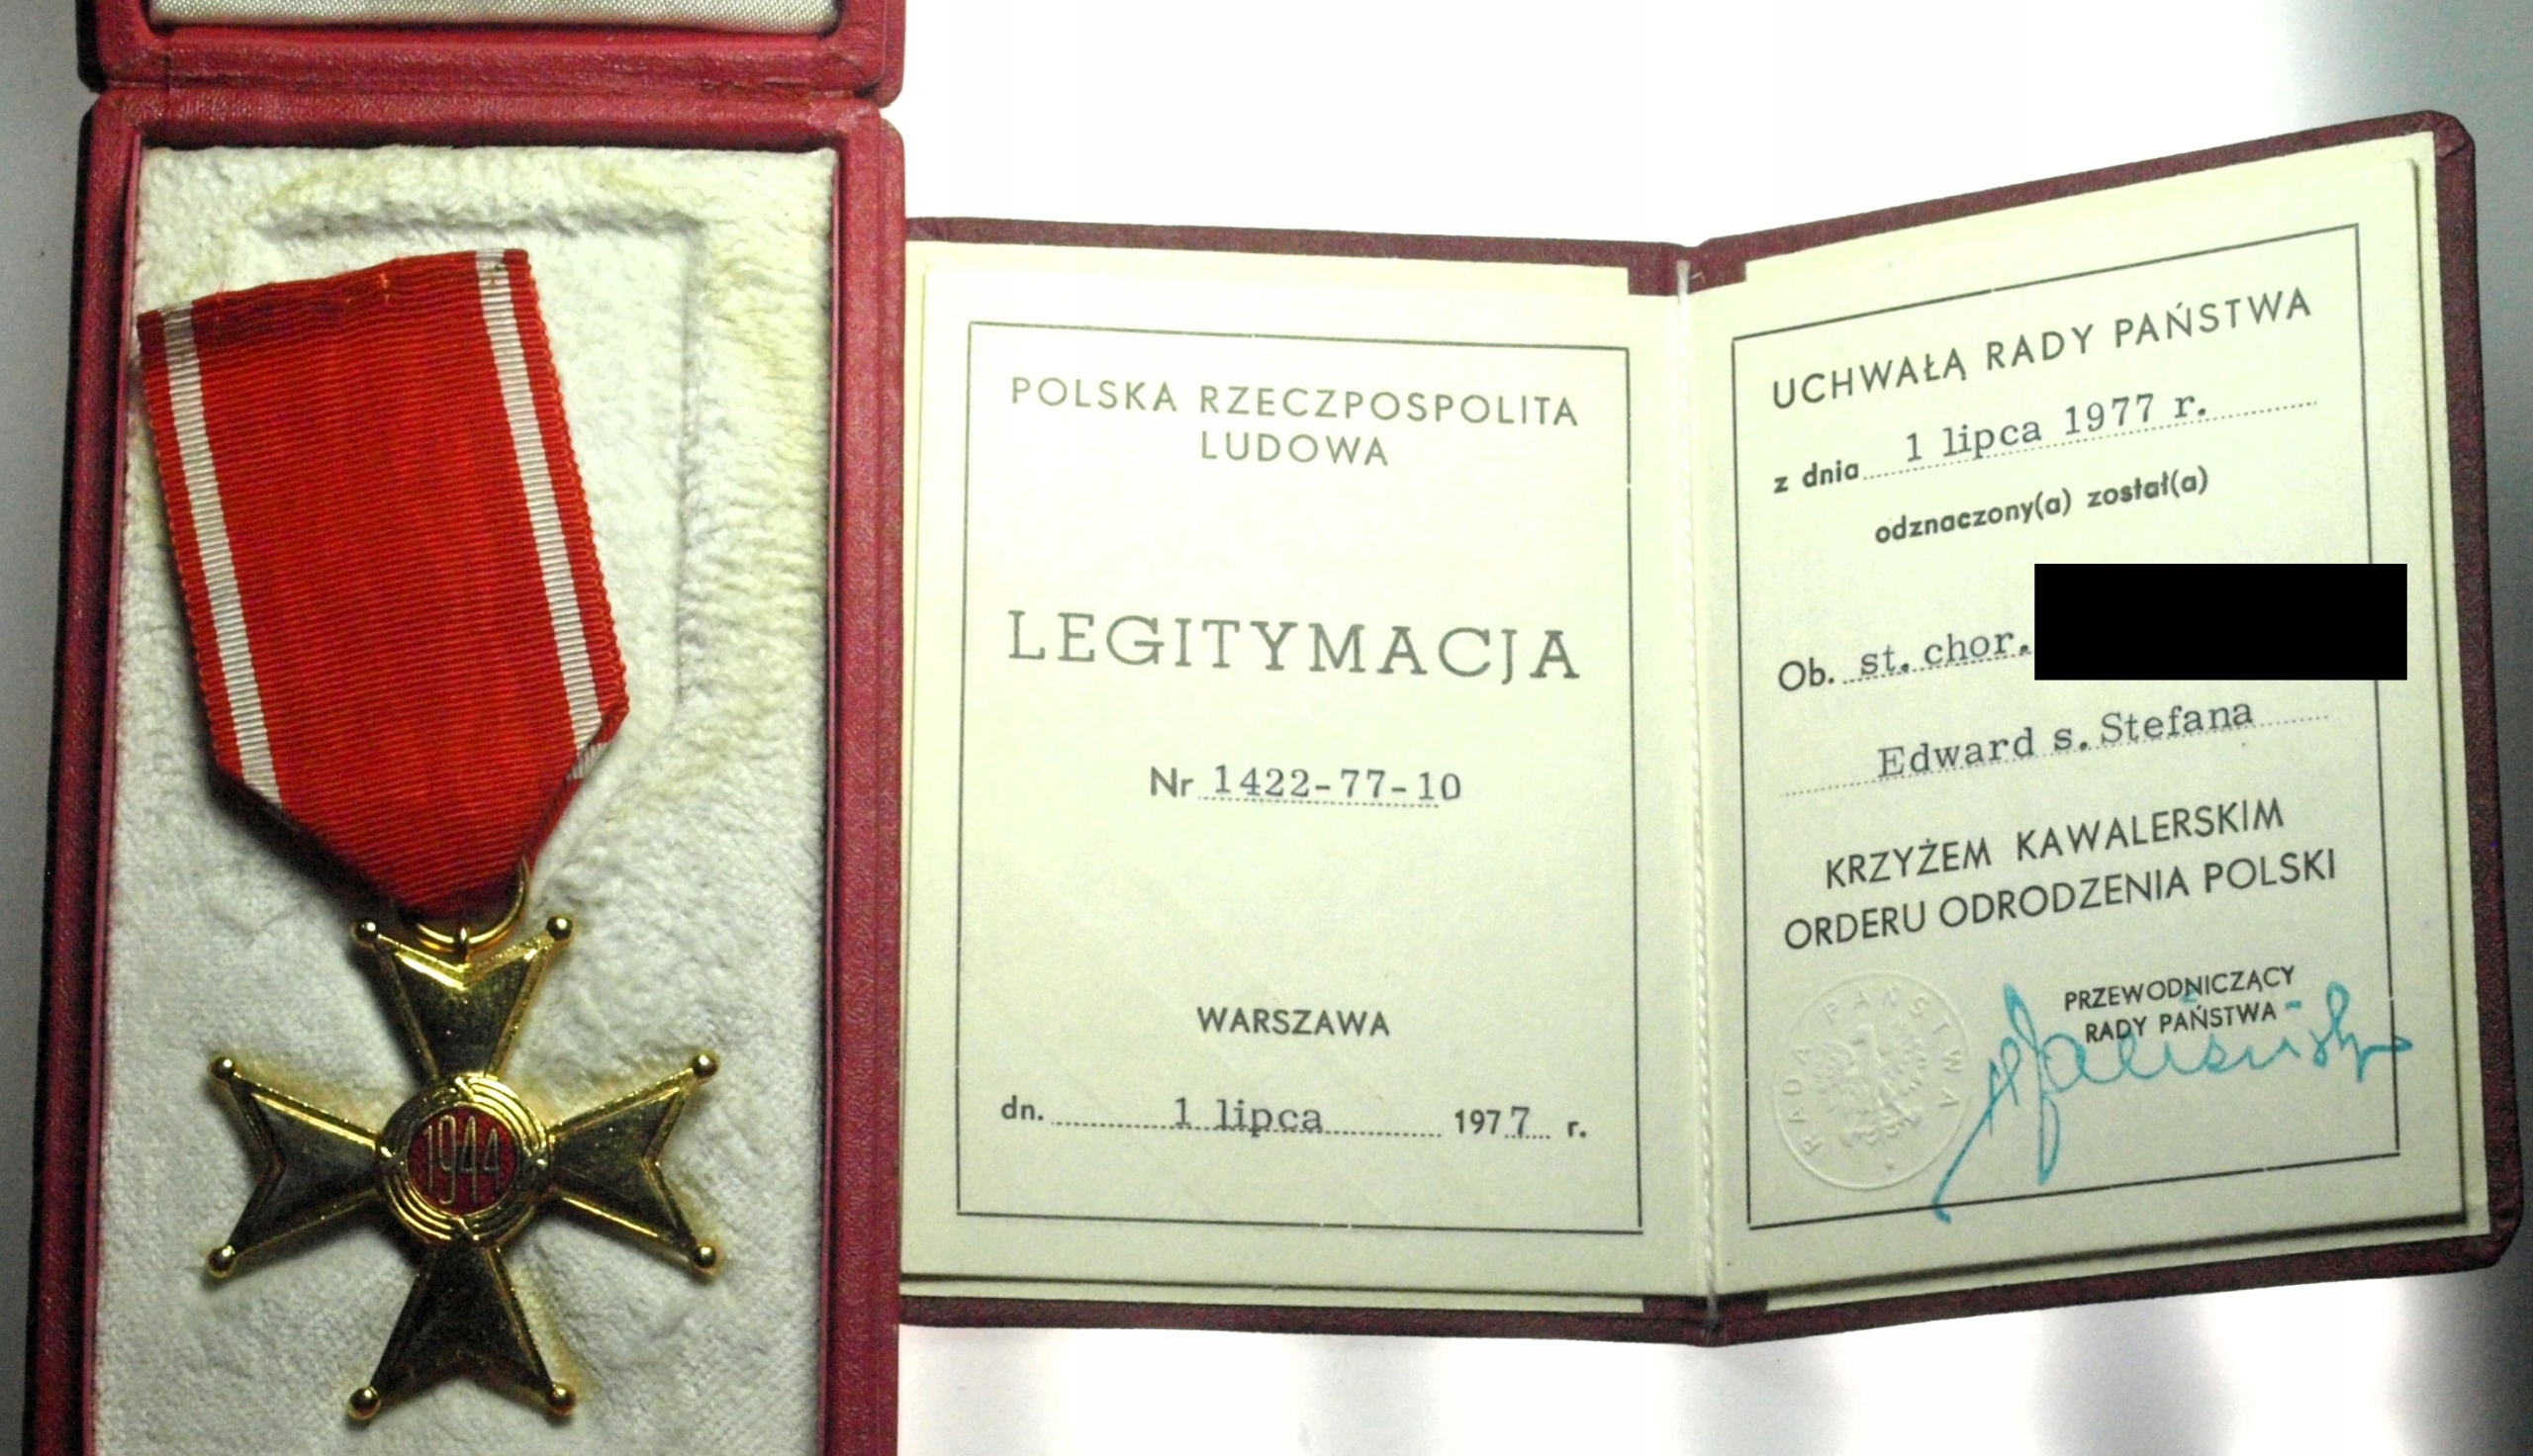 1944
POLSKA RZECZPOSPOLITA
LUDOWA
LEGITYMACJA
Nr 1422-77-10
WARSZAWA
dn. 1 lipca 1977 r.
UCHWAŁĄ RADY PAŃSTWA
z dnia 1 lipca 1977 r.
odznaczony(a) został(a)
Ob. st. chor.
Edward s. Stefana
KRZYŻEM KAWALERSKIM
ORDERU ODRODZENIA POLSKI
PRZEWODNICZĄCY
RADY PAŃSTWA
RADA PAŃSTWA